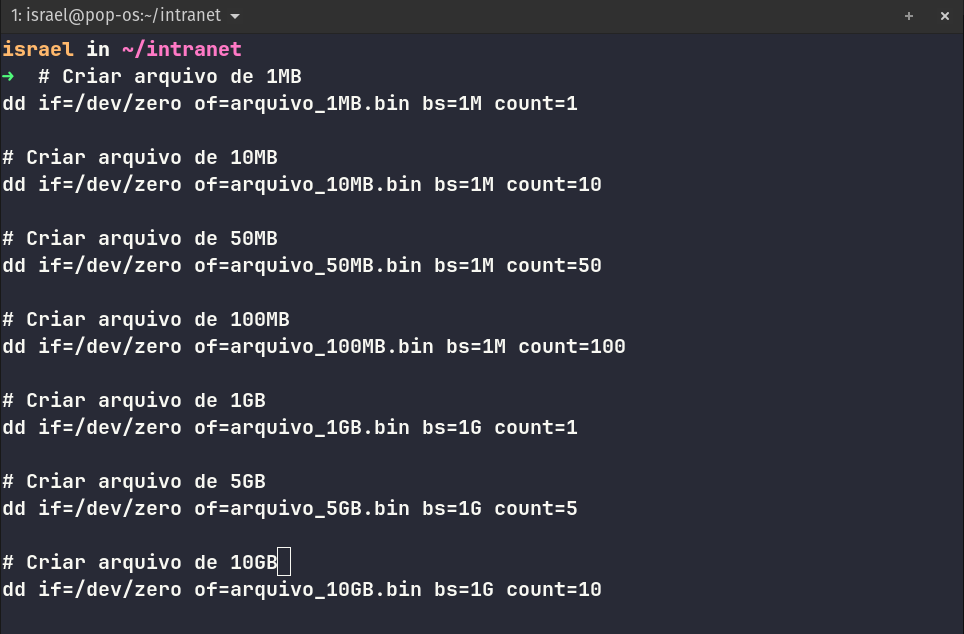 1: israel@pop-os:~/intranet
israel in ~/intranet
➜  # Criar arquivo de 1MB
dd if=/dev/zero of=arquivo_1MB.bin bs=1M count=1

# Criar arquivo de 10MB
dd if=/dev/zero of=arquivo_10MB.bin bs=1M count=10

# Criar arquivo de 50MB
dd if=/dev/zero of=arquivo_50MB.bin bs=1M count=50

# Criar arquivo de 100MB
dd if=/dev/zero of=arquivo_100MB.bin bs=1M count=100

# Criar arquivo de 1GB
dd if=/dev/zero of=arquivo_1GB.bin bs=1G count=1

# Criar arquivo de 5GB
dd if=/dev/zero of=arquivo_5GB.bin bs=1G count=5

# Criar arquivo de 10GB
dd if=/dev/zero of=arquivo_10GB.bin bs=1G count=10